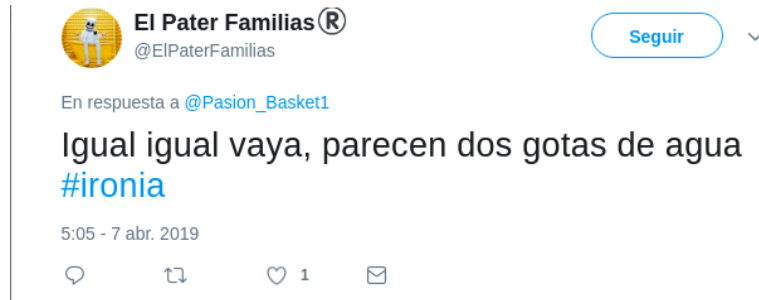 El Pater Familias®
@ElPaterFamilias
Seguir
En respuesta a @Pasion_Basket1
Igual igual vaya, parecen dos gotas de agua
#ironia
5:05 - 7 abr. 2019
1